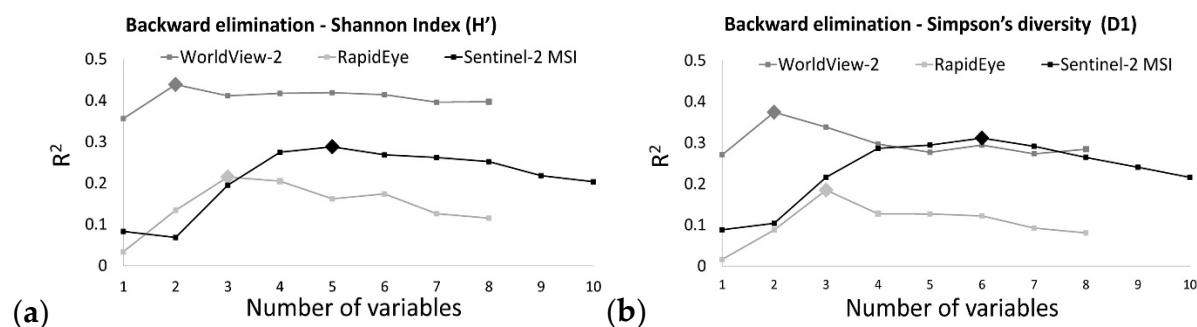 Backward elimination - Shannon Index (H')
WorldView-2 RapidEye Sentinel-2 MSI
0.5
0.4
0.3
0.2
0.1
0
R2
1 2 3 4 5 6 7 8 9 10
Number of variables
(a)
Backward elimination - Simpson's diversity (D1)
WorldView-2 RapidEye Sentinel-2 MSI
0.5
0.4
0.3
0.2
0.1
0
R2
1 2 3 4 5 6 7 8 9 10
Number of variables
(b)